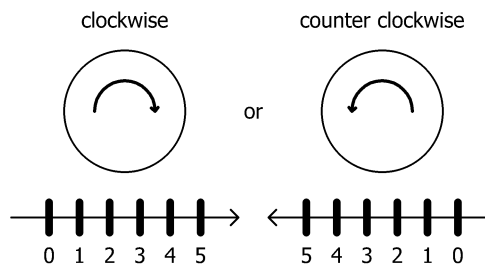 clockwise
counter clockwise
or
0 1 2 3 4 5
5 4 3 2 1 0